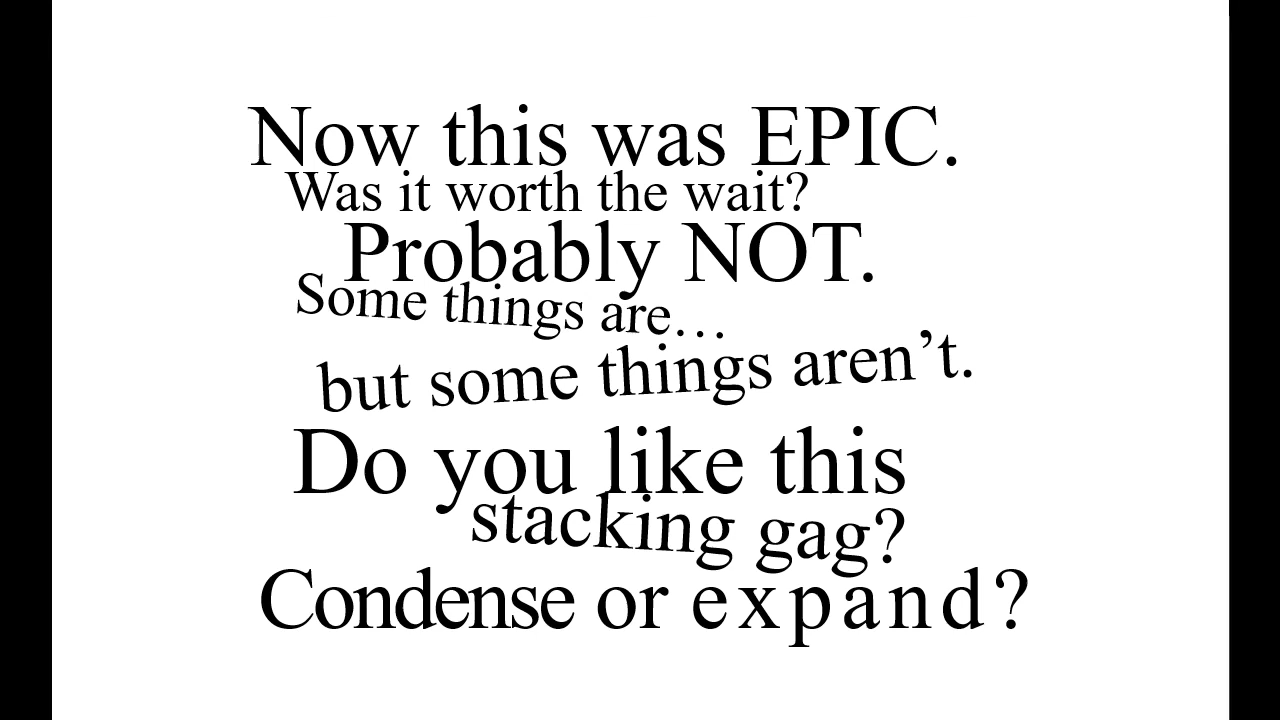 Now this was EPIC.
Was it worth the wait?
Probably NOT.
Some things are…
but some things aren’t.
Do you like this
stacking gag?
Condense or expand?